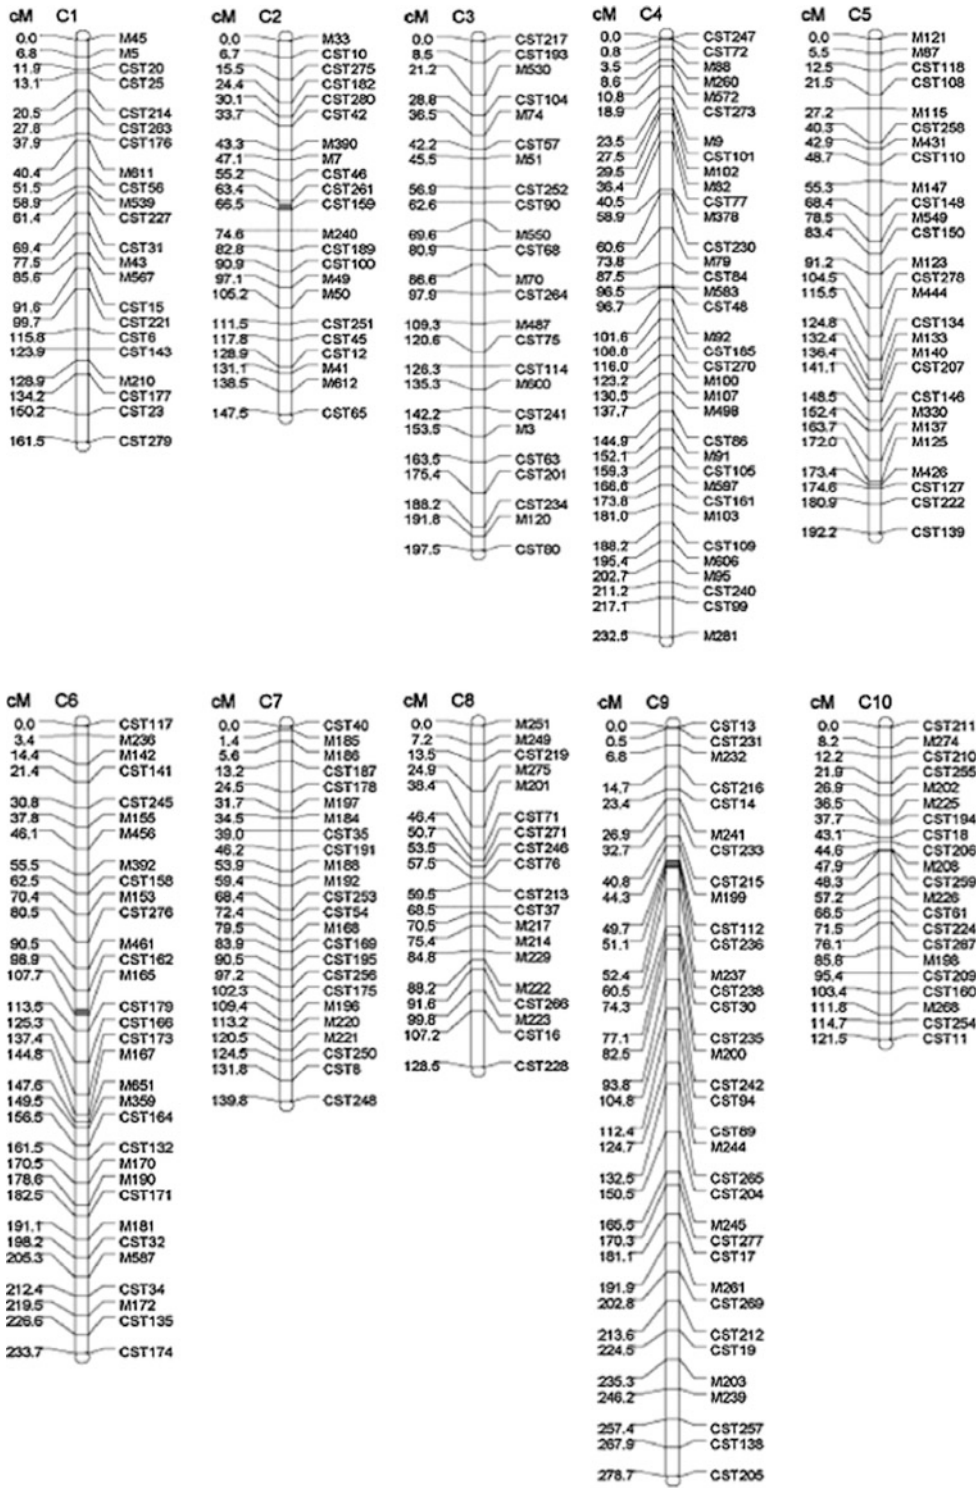 cM C1
0.0 M45
6.8 M5
11.9 CST20
13.1 CST25
20.5 CST214
27.8 CST263
37.9 CST176
40.4 M611
51.5 CST56
58.9 M539
61.4 CST227
69.4 CST31
77.5 M43
85.6 M567
91.6 CST15
99.7 CST221
115.8 CST6
123.9 CST143
128.9 M210
134.2 CST177
150.2 CST23
161.5 CST279
cM C2
0.0 M33
6.7 CST10
15.5 CST275
24.4 CST182
30.1 CST280
33.7 CST42
43.3 M390
47.1 M7
55.2 CST46
63.4 CST261
66.5 CST159
74.6 M240
82.8 CST189
90.9 CST100
97.1 M49
105.2 M50
111.5 CST251
117.8 CST45
128.9 CST12
131.1 M41
138.5 M612
147.5 CST65
cM C3
0.0 CST217
8.5 CST193
21.2 M530
28.8 CST104
36.5 M74
42.2 CST57
45.5 M51
56.9 CST252
62.6 CST90
69.6 M550
80.9 CST68
86.6 M70
97.9 CST264
109.3 M487
120.6 CST75
126.3 CST114
135.3 M600
142.2 CST241
153.5 M3
163.5 CST63
175.4 CST201
188.2 CST234
191.8 M120
197.5 CST80
cM C4
0.0 CST247
0.8 CST72
3.5 M88
8.6 M260
10.8 M572
18.9 CST273
23.5 M9
27.5 CST101
29.5 M102
36.4 M82
40.5 CST77
58.9 M378
60.6 CST230
73.8 M79
87.5 CST84
96.5 M583
96.7 CST48
101.6 M92
108.8 CST185
116.0 CST270
123.2 M100
130.5 M107
137.7 M498
144.9 CST86
152.1 M91
159.3 CST105
166.6 M597
173.8 CST161
181.0 M103
188.2 CST109
195.4 M606
202.7 M95
211.2 CST240
217.1 CST99
232.5 M281
cM C5
0.0 M121
5.5 M87
12.5 CST118
21.5 CST108
27.2 M115
40.3 CST258
42.9 M431
48.7 CST110
55.3 M147
68.4 CST148
78.5 M549
83.4 CST150
91.2 M123
104.5 CST278
115.5 M444
124.8 CST134
132.4 M133
136.4 M140
141.1 CST207
148.5 CST146
152.4 M330
163.7 M137
172.0 M125
173.4 M426
174.6 CST127
180.9 CST222
192.2 CST139
cM C6
0.0 CST117
3.4 M236
14.4 M142
21.4 CST141
30.8 CST245
37.8 M155
46.1 M456
55.5 M392
62.5 CST158
70.4 M153
80.5 CST276
90.5 M461
98.9 CST162
107.7 M165
113.5 CST179
125.3 CST166
137.4 CST173
144.8 M167
147.6 M651
149.5 M359
156.5 CST164
161.5 CST132
170.5 M170
178.6 M190
182.5 CST171
191.1 M181
198.2 CST32
205.3 M587
212.4 CST34
219.5 M172
226.6 CST135
233.7 CST174
cM C7
0.0 CST40
1.4 M185
5.6 M186
13.2 CST187
24.5 CST178
31.7 M197
34.5 M184
39.0 CST35
46.2 CST191
53.9 M188
59.4 M192
68.4 CST253
72.4 CST54
79.5 M168
83.9 CST169
90.5 CST195
97.2 CST256
102.3 CST175
109.4 M196
113.2 M220
120.5 M221
124.5 CST250
131.8 CST8
139.8 CST248
cM C8
0.0 M251
7.2 M249
13.5 CST219
24.9 M275
38.4 M201
46.4 CST71
50.7 CST271
53.5 CST246
57.5 CST76
59.5 CST213
68.5 CST37
70.5 M217
75.4 M214
84.8 M229
88.2 M222
91.6 CST266
99.8 M223
107.2 CST16
128.5 CST228
cM C9
0.0 CST13
0.5 CST231
6.8 M232
14.7 CST216
23.4 CST14
26.9 M241
32.7 CST233
40.8 CST215
44.3 M199
49.7 CST112
51.1 CST236
52.4 M237
60.5 CST238
74.3 CST30
77.1 CST235
82.5 M200
93.8 CST242
104.8 CST94
112.4 CST89
124.7 M244
132.5 CST265
150.5 CST204
165.5 M245
170.3 CST277
181.1 CST17
191.9 M261
202.8 CST269
213.6 CST212
224.5 CST19
235.3 M203
246.2 M239
257.4 CST257
267.9 CST138
278.7 CST205
cM C10
0.0 CST211
8.2 M274
12.2 CST210
21.9 CST255
26.9 M202
36.5 M225
37.7 CST194
43.1 CST18
44.6 CST206
47.9 M208
48.3 CST259
57.2 M226
66.5 CST61
71.5 CST224
76.1 CST267
85.8 M198
95.4 CST209
103.4 CST160
111.8 M268
114.7 CST254
121.5 CST11